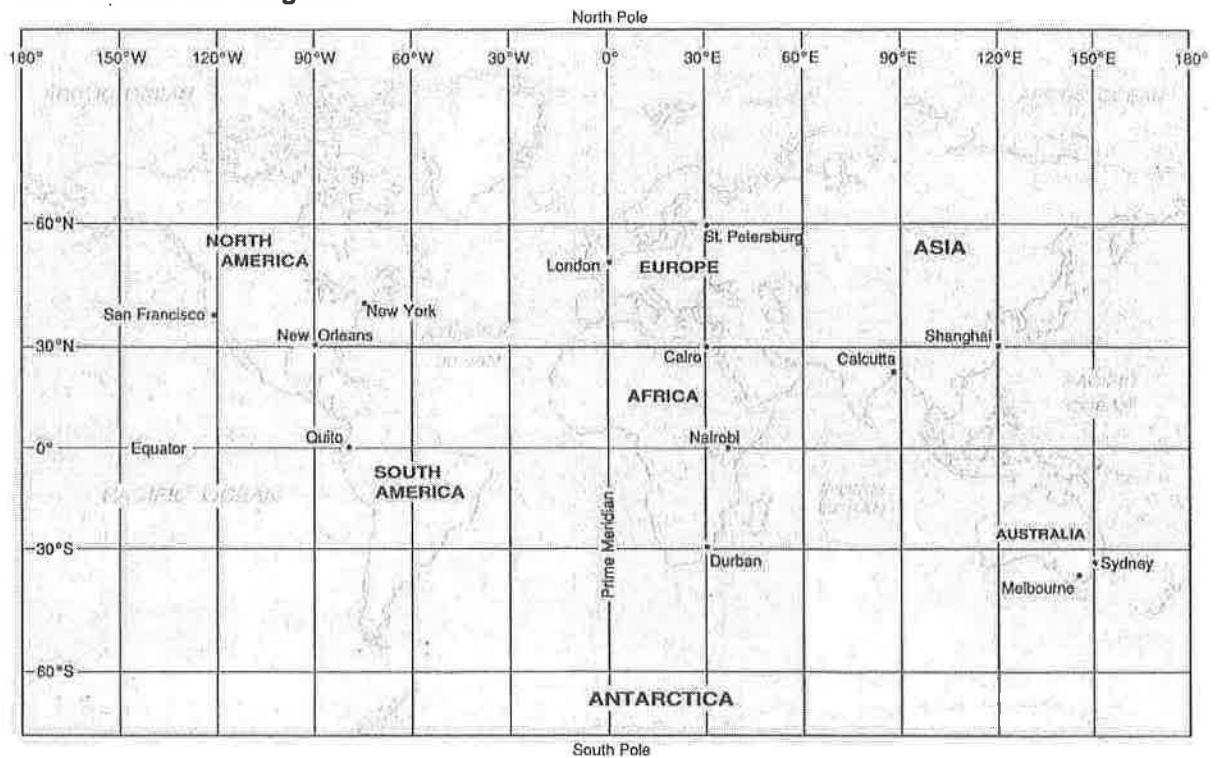 North Pole
180° 150°W 120°W 90°W 60°W 30°W 0° 30°E 60°E 90°E 120°E 150°E 180°
60°N
NORTH
AMERICA
St. Petersburg
ASIA
London
EUROPE
San Francisco
New York
New Orleans
Shanghai
30°N
Cairo
Calcutta
AFRICA
Quito
Nairobi
0°
Equator
SOUTH
AMERICA
Prime Meridian
AUSTRALIA
30°S
Durban
Sydney
Melbourne
60°S
ANTARCTICA
South Pole